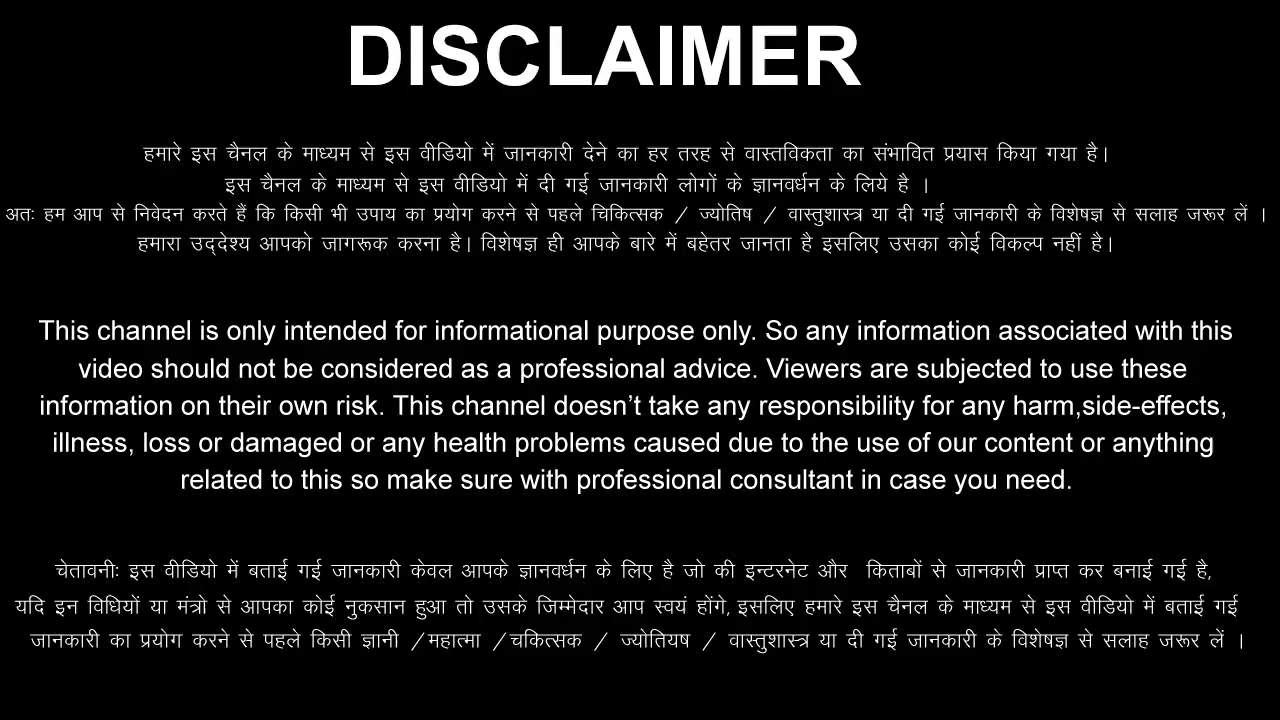 DISCLAIMER
हमारे इस चैनल के माध्यम से इस वीडियो में जानकारी देने का हर तरह से वास्तविकता का संभावित प्रयास किया गया है।
इस चैनल के माध्यम से इस वीडियो में दी गई जानकारी लोगों के ज्ञानवर्धन के लिये है ।
अतः हम आप से निवेदन करते हैं कि किसी भी उपाय का प्रयोग करने से पहले चिकित्सक / ज्योतिष / वास्तुशास्त्र या दी गई जानकारी के विशेषज्ञ से सलाह जरूर लें ।
हमारा उद्देश्य आपको जागरूक करना है। विशेषज्ञ ही आपके बारे में बहेतर जानता है इसलिए उसका कोई विकल्प नहीं है।
This channel is only intended for informational purpose only. So any information associated with this
video should not be considered as a professional advice. Viewers are subjected to use these
information on their own risk. This channel doesn’t take any responsibility for any harm,side-effects,
illness, loss or damaged or any health problems caused due to the use of our content or anything
related to this so make sure with professional consultant in case you need.
चेतावनीः इस वीडियो में बताई गई जानकारी केवल आपके ज्ञानवर्धन के लिए है जो की इन्टरनेट और किताबों से जानकारी प्राप्त कर बनाई गई है,
यदि इन विधियों या मंत्रो से आपका कोई नुकसान हुआ तो उसके जिम्मेदार आप स्वयं होंगे, इसलिए हमारे इस चैनल के माध्यम से इस वीडियो में बताई गई
जानकारी का प्रयोग करने से पहले किसी ज्ञानी /महात्मा /चकित्सक / ज्योतियष / वास्तुशास्त्र या दी गई जानकारी के विशेषज्ञ से सलाह जरूर लें ।